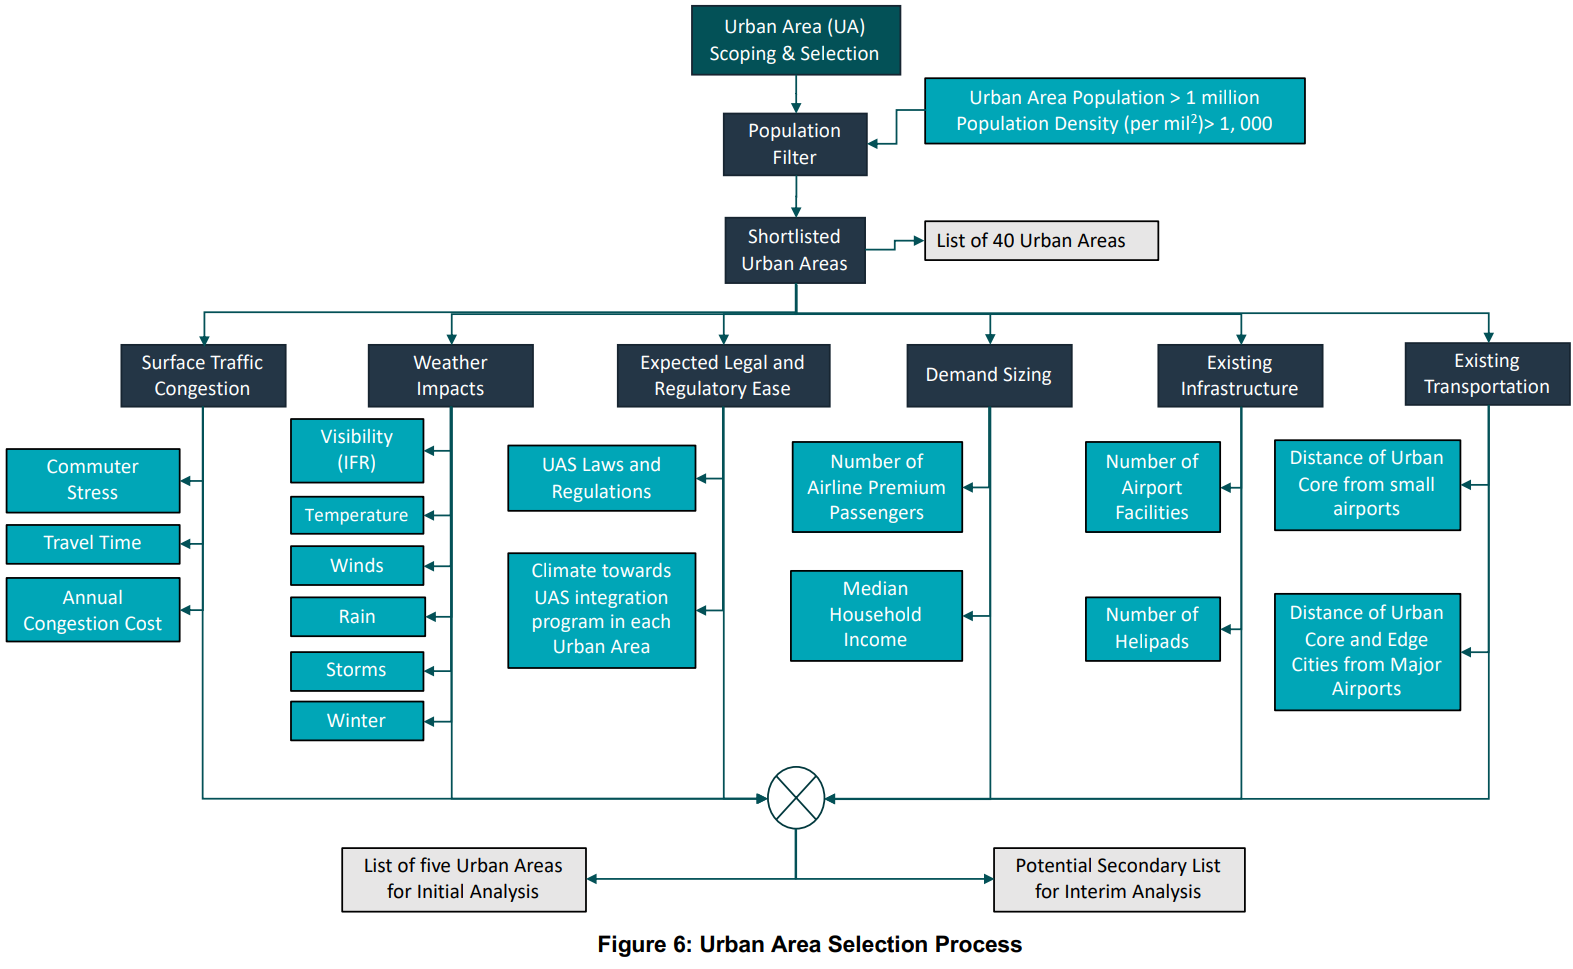 Urban Area (UA)
Scoping & Selection
Urban Area Population > 1 million
Population Density (per mil²)> 1, 000
Population
Filter
Shortlisted
Urban Areas
List of 40 Urban Areas
Surface Traffic
Congestion
Weather
Impacts
Expected Legal and
Regulatory Ease
Demand Sizing
Existing
Infrastructure
Existing
Transportation
Commuter
Stress
Travel Time
Annual
Congestion Cost
Visibility
(IFR)
Temperature
Winds
Rain
Storms
Winter
UAS Laws and
Regulations
Climate towards
UAS integration
program in each
Urban Area
Number of
Airline Premium
Passengers
Median
Household
Income
Number of
Airport
Facilities
Number of
Helipads
Distance of Urban
Core from small
airports
Distance of Urban
Core and Edge
Cities from Major
Airports
List of five Urban Areas
for Initial Analysis
Potential Secondary List
for Interim Analysis
Figure 6: Urban Area Selection Process